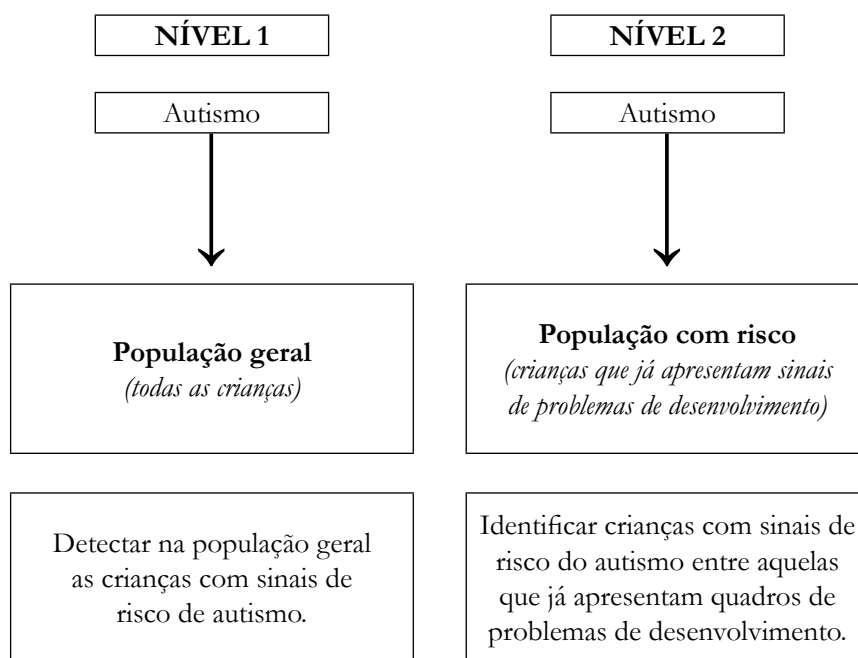 NÍVEL 1
Autismo
População geral
(todas as crianças)
Detectar na população geral
as crianças com sinais de
risco de autismo.
NÍVEL 2
Autismo
População com risco
(crianças que já apresentam sinais
de problemas de desenvolvimento)
Identificar crianças com sinais de
risco do autismo entre aquelas
que já apresentam quadros de
problemas de desenvolvimento.